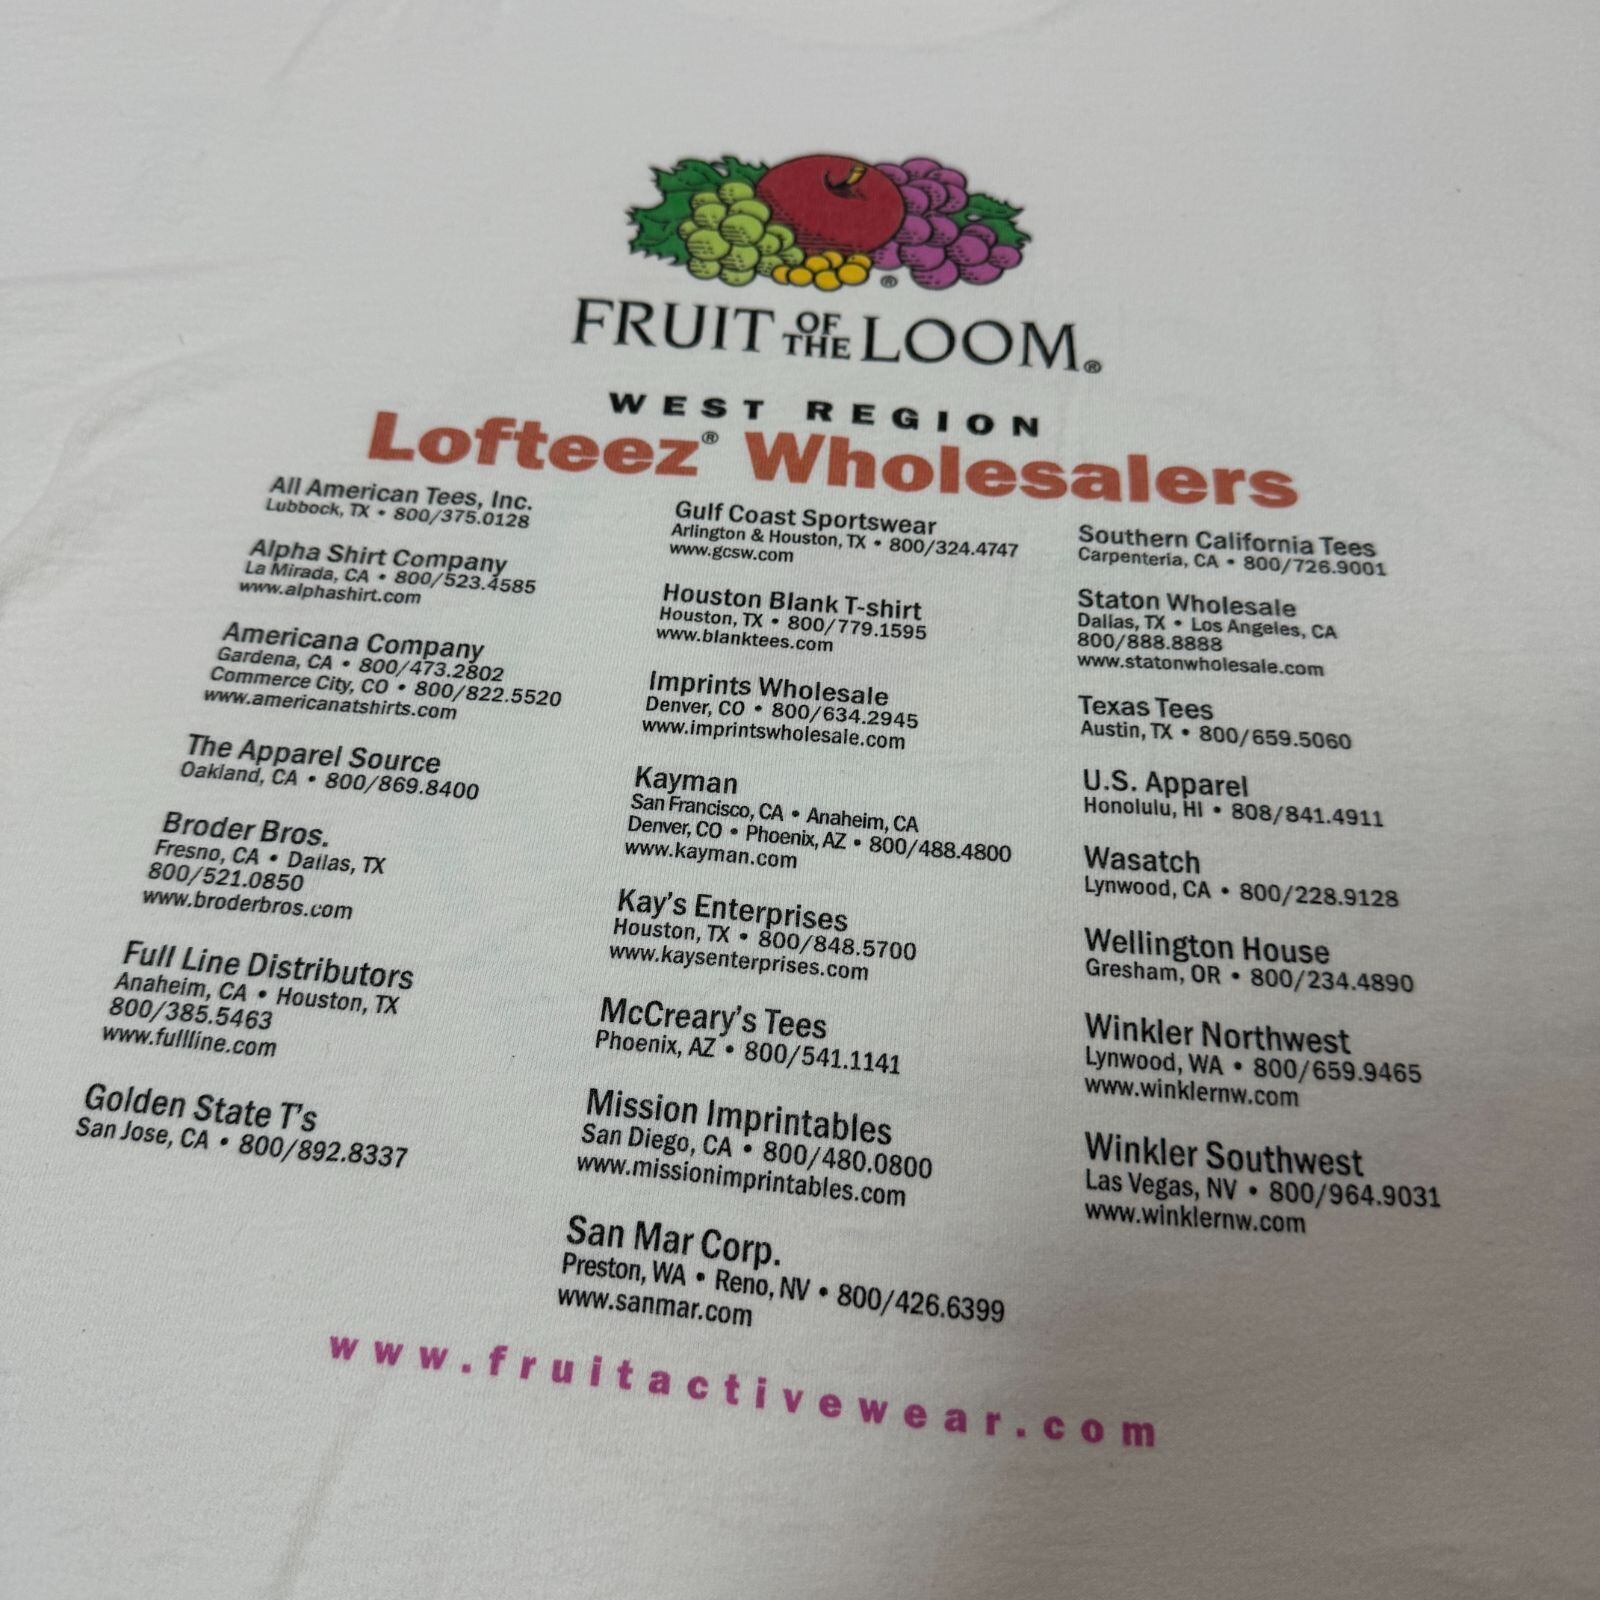 ®
FRUIT OF THE LOOM®
WEST REGION
Lofteez® Wholesalers
All American Tees, Inc.
Lubbock, TX • 800/375.0128
Alpha Shirt Company
La Mirada, CA • 800/523.4585
www.alphashirt.com
Americana Company
Gardena, CA • 800/473.2802
Commerce City, CO • 800/822.5520
www.americanatshirts.com
The Apparel Source
Oakland, CA • 800/869.8400
Broder Bros.
Fresno, CA • Dallas, TX
800/521.0850
www.broderbros.com
Full Line Distributors
Anaheim, CA • Houston, TX
800/385.5463
www.fullline.com
Golden State T's
San Jose, CA • 800/892.8337
Gulf Coast Sportswear
Arlington & Houston, TX • 800/324.4747
www.gcsw.com
Houston Blank T-shirt
Houston, TX • 800/779.1595
www.blanktees.com
Imprints Wholesale
Denver, CO • 800/634.2945
www.imprintswholesale.com
Kayman
San Francisco, CA • Anaheim, CA
Denver, CO • Phoenix, AZ • 800/488.4800
www.kayman.com
Kay's Enterprises
Houston, TX • 800/848.5700
www.kaysenterprises.com
McCreary's Tees
Phoenix, AZ • 800/541.1141
Mission Imprintables
San Diego, CA • 800/480.0800
www.missionimprintables.com
San Mar Corp.
Preston, WA • Reno, NV • 800/426.6399
www.sanmar.com
Southern California Tees
Carpenteria, CA • 800/726.9001
Staton Wholesale
Dallas, TX • Los Angeles, CA
800/888.8888
www.statonwholesale.com
Texas Tees
Austin, TX • 800/659.5060
U.S. Apparel
Honolulu, HI • 808/841.4911
Wasatch
Lynwood, CA • 800/228.9128
Wellington House
Gresham, OR • 800/234.4890
Winkler Northwest
Lynwood, WA • 800/659.9465
www.winklernw.com
Winkler Southwest
Las Vegas, NV • 800/964.9031
www.winklernw.com
www.fruitactivewear.com